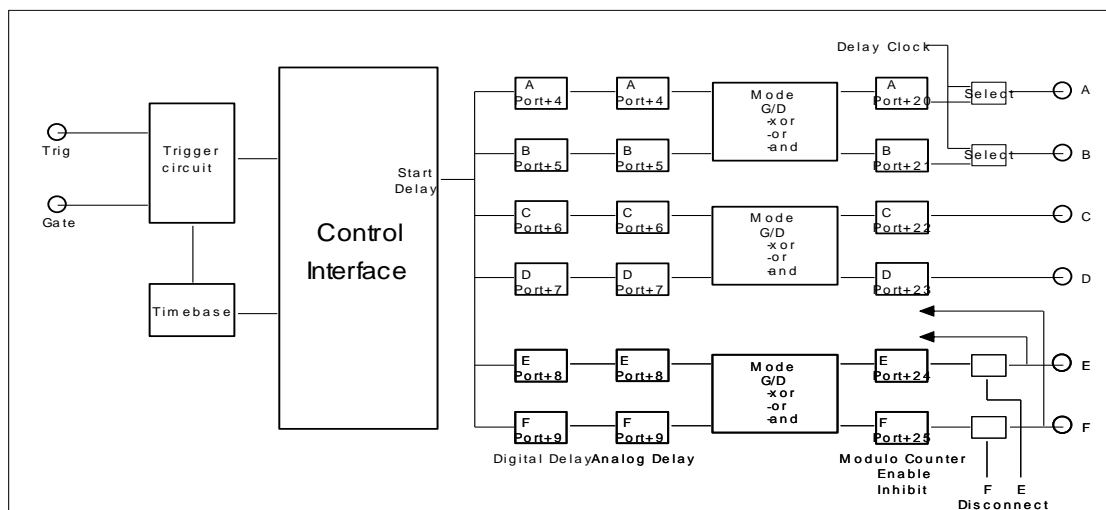 Delay Clock
A
Port+4
A
Port+4
Mode
G/D
-xor
-or
-and
A
Port+20
Select
A
Trig
Trigger
circuit
B
Port+5
B
Port+5
B
Port+21
Select
B
Start
Delay
Gate
Control
Interface
C
Port+6
C
Port+6
Mode
G/D
-xor
-or
-and
C
Port+22
C
D
Port+7
D
Port+7
D
Port+23
D
Timebase
E
Port+8
E
Port+8
Mode
G/D
-xor
-or
-and
E
Port+24
E
F
Port+9
F
Port+9
F
Port+25
F
Digital Delay
Analog Delay
Modulo Counter
Enable
Inhibit
F E
Disconnect